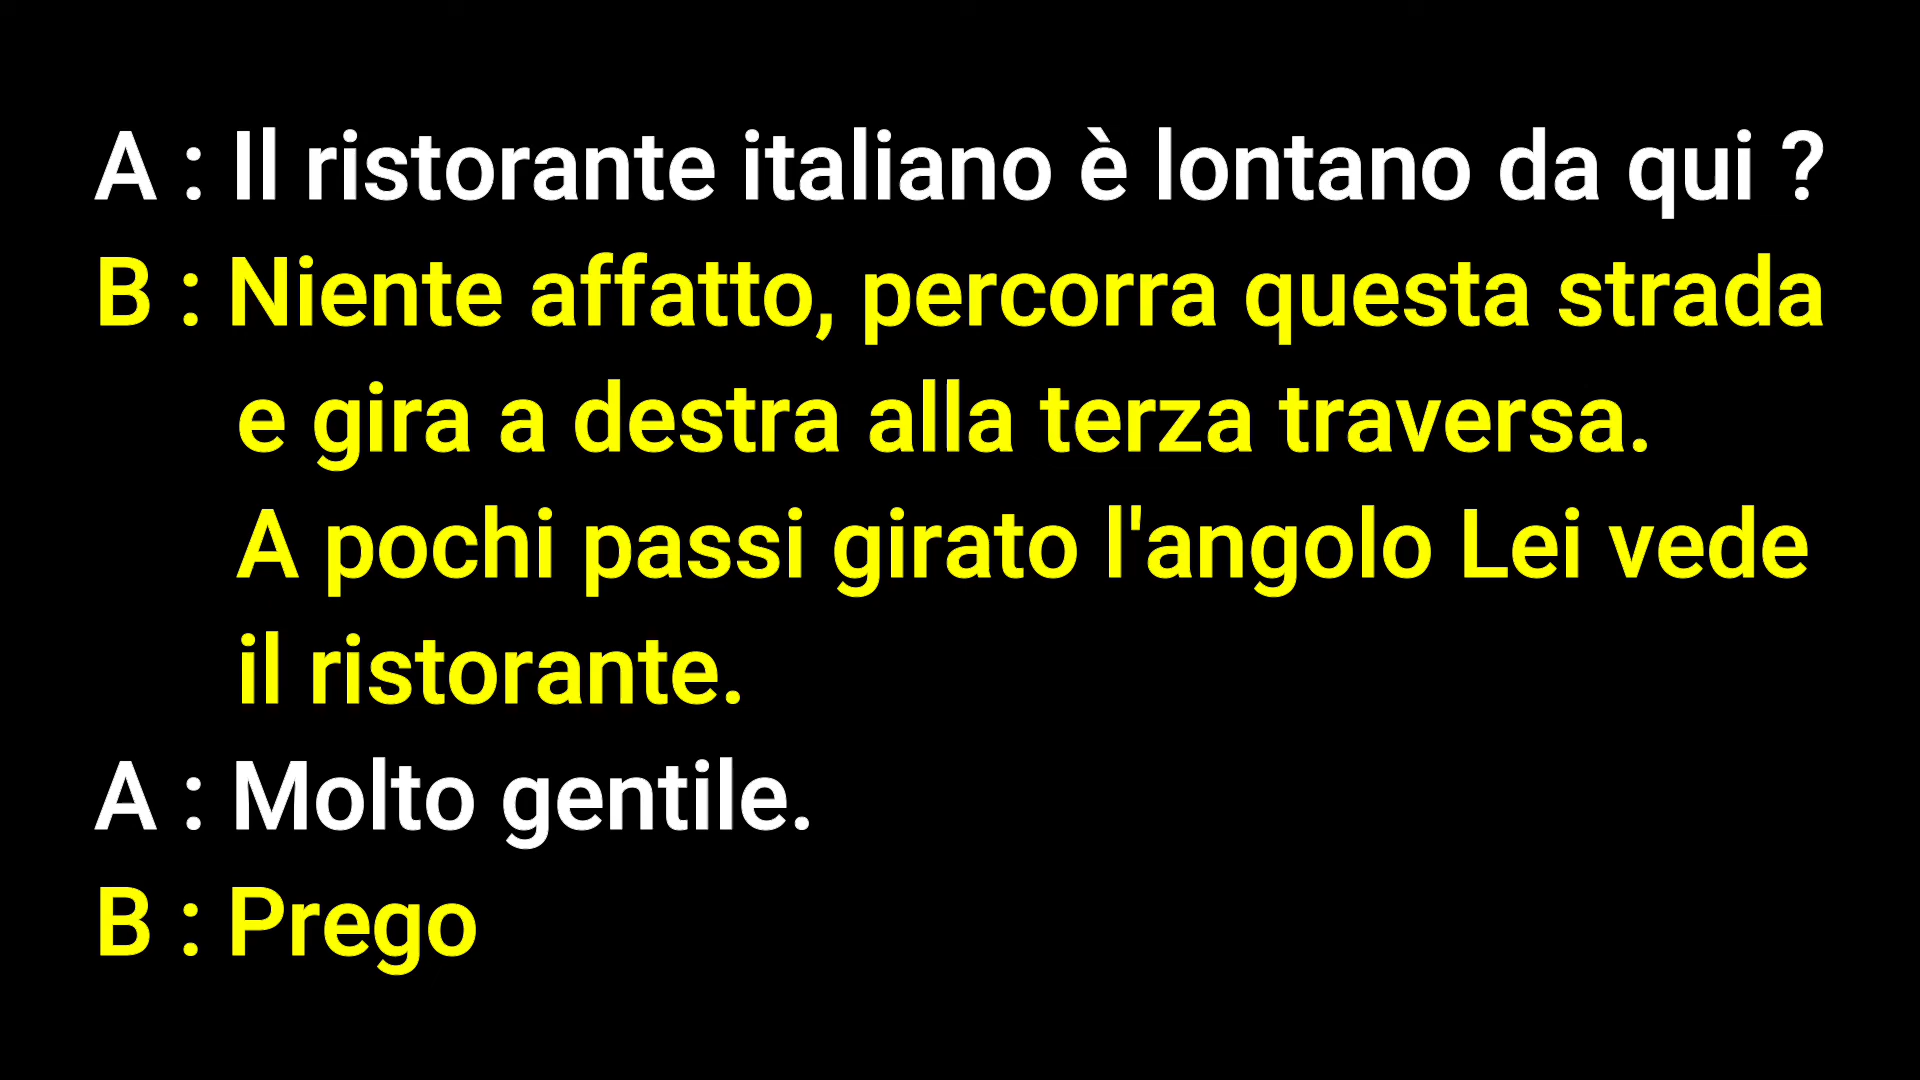 A : Il ristorante italiano è lontano da qui ?
B : Niente affatto, percorra questa strada
e gira a destra alla terza traversa.
A pochi passi girato l'angolo Lei vede
il ristorante.
A : Molto gentile.
B : Prego